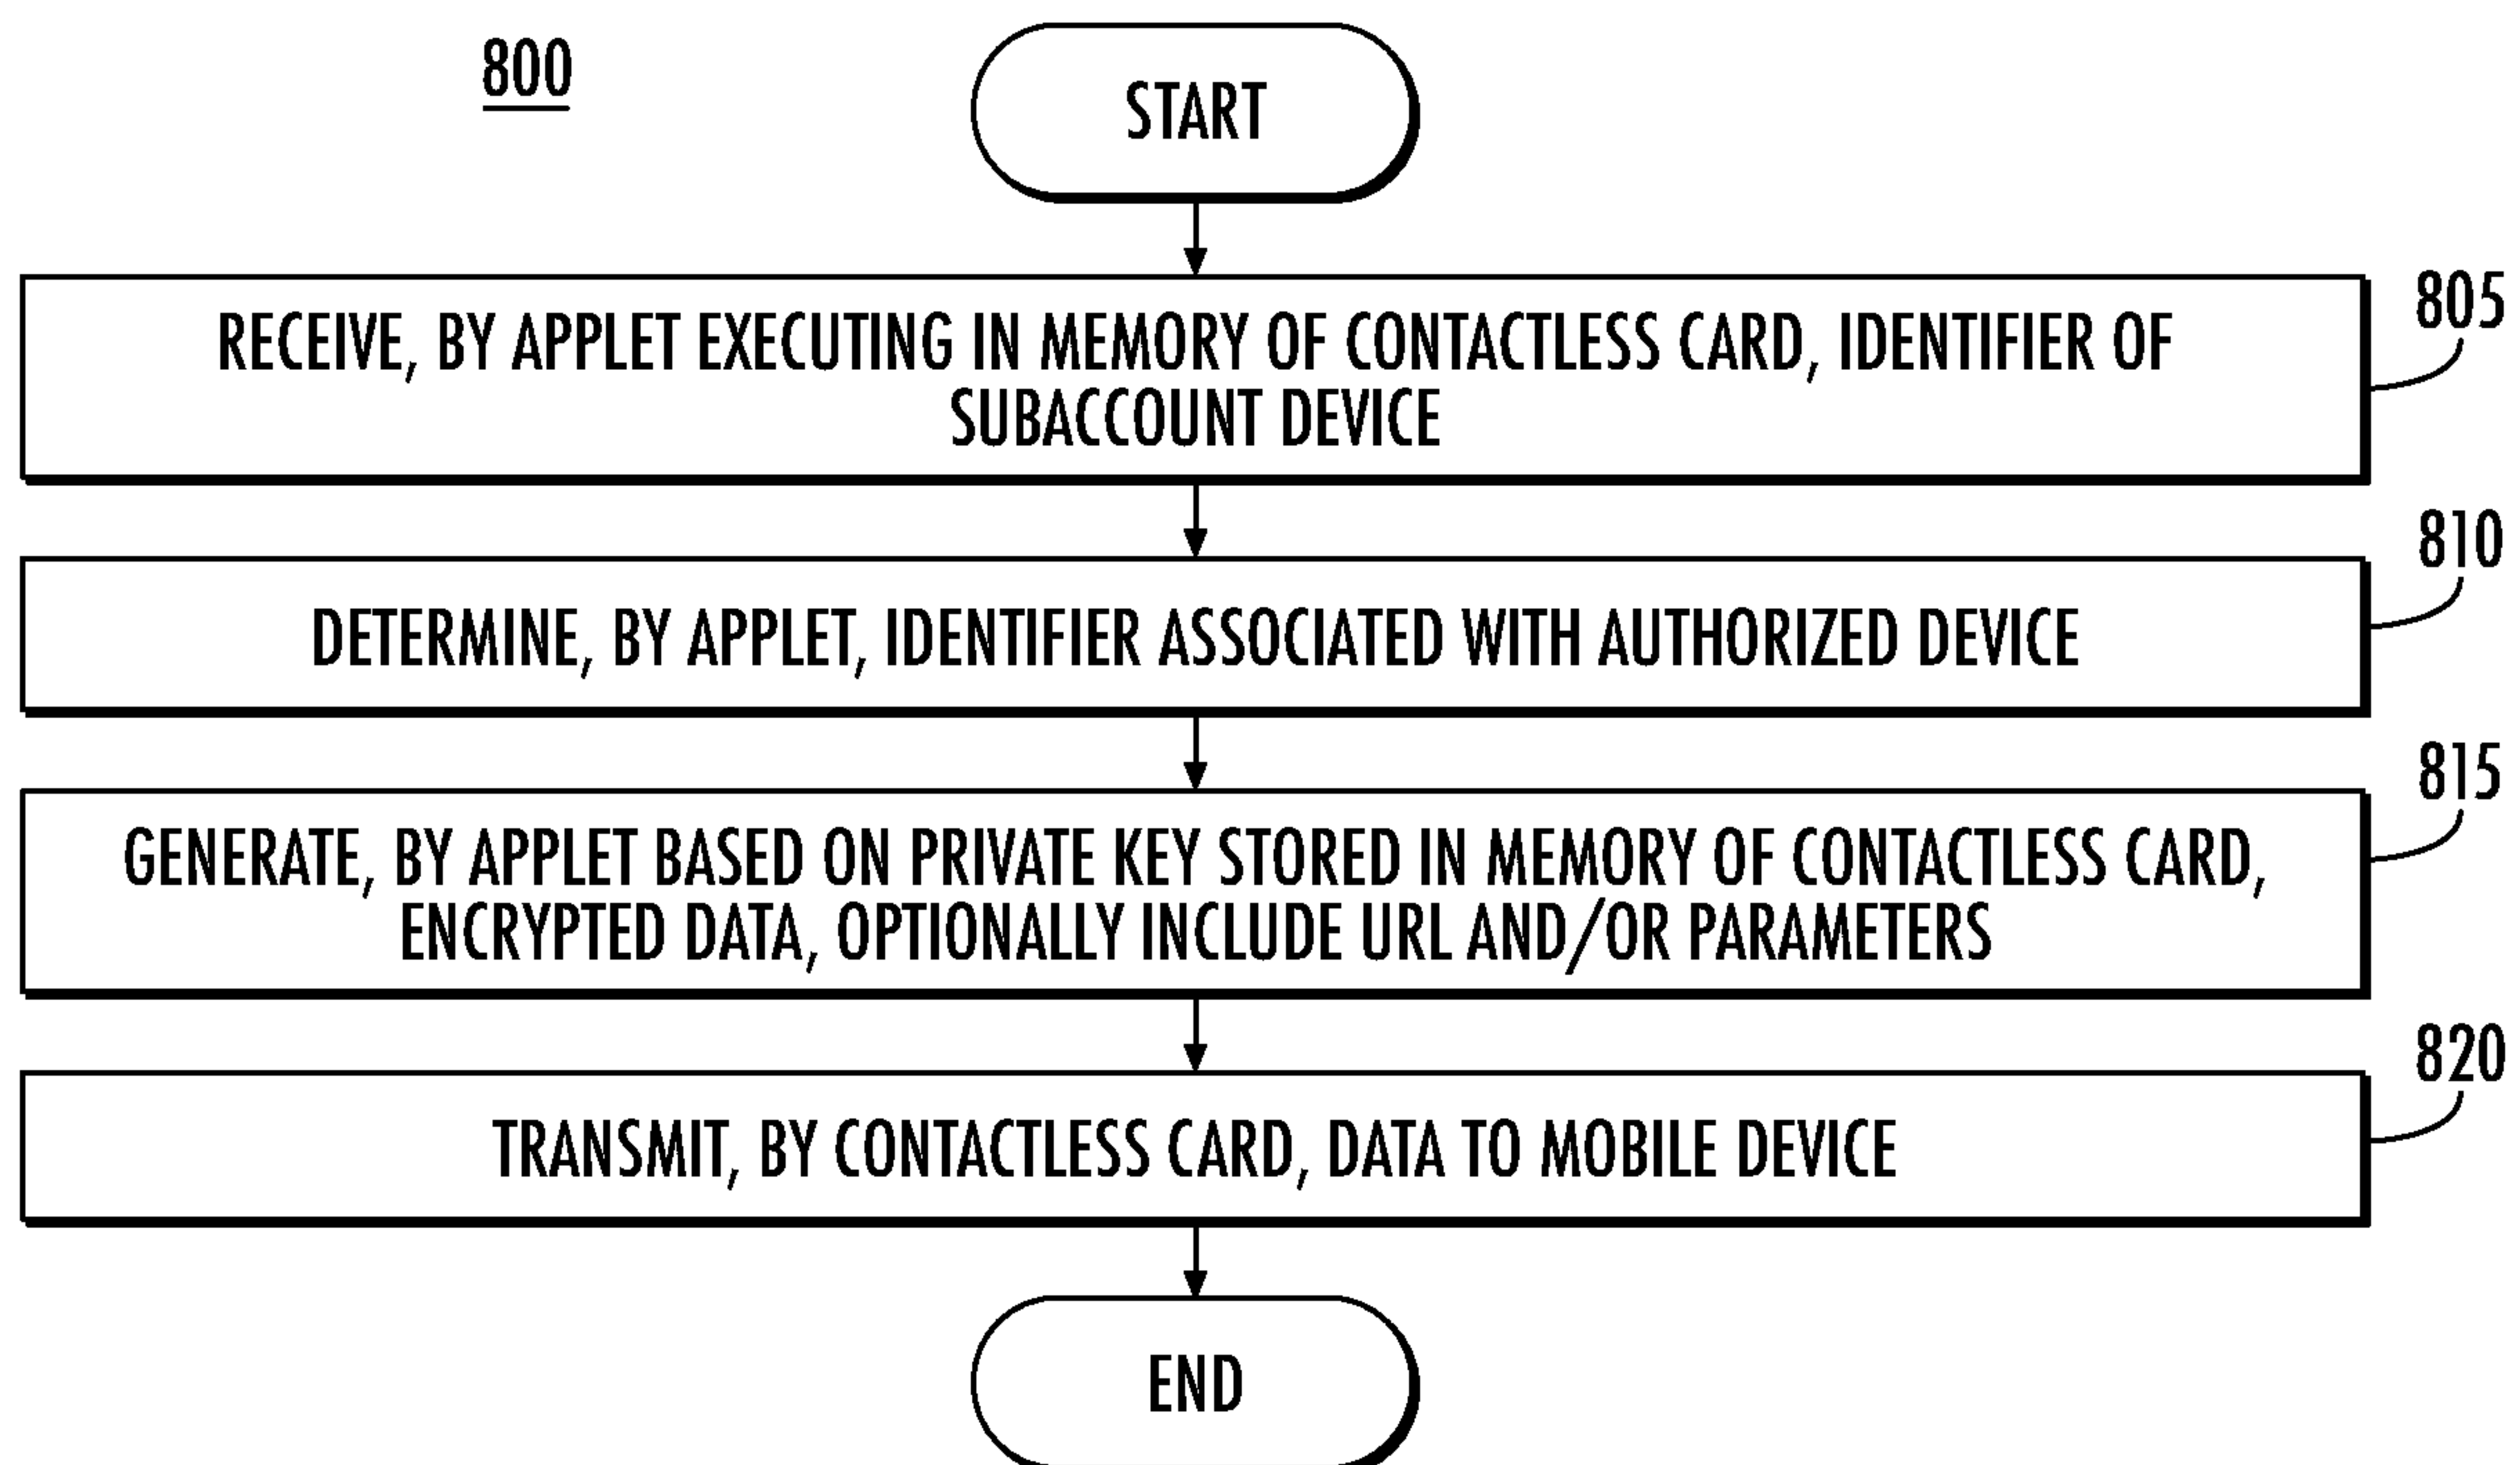 800
START
RECEIVE, BY APPLET EXECUTING IN MEMORY OF CONTACTLESS CARD, IDENTIFIER OF
SUBACCOUNT DEVICE
805
DETERMINE, BY APPLET, IDENTIFIER ASSOCIATED WITH AUTHORIZED DEVICE
810
GENERATE, BY APPLET BASED ON PRIVATE KEY STORED IN MEMORY OF CONTACTLESS CARD,
ENCRYPTED DATA, OPTIONALLY INCLUDE URL AND/OR PARAMETERS
815
TRANSMIT, BY CONTACTLESS CARD, DATA TO MOBILE DEVICE
820
END